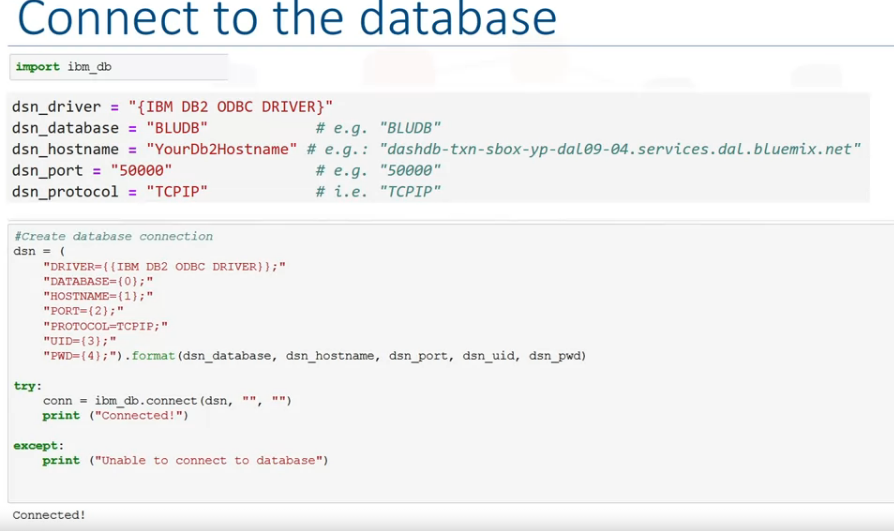 Connect to the database
import ibm_db
dsn_driver = "{IBM DB2 ODBC DRIVER}"
dsn_database = "BLUDB" # e.g. "BLUDB"
dsn_hostname = "YourDb2Hostname" # e.g.: "dashdb-txn-sbox-yp-dal09-04.services.dal.bluemix.net"
dsn_port = "50000" # e.g. "50000"
dsn_protocol = "TCPIP" # i.e. "TCPIP"
#Create database connection
dsn = (
"DRIVER={{IBM DB2 ODBC DRIVER}};"
"DATABASE={0};"
"HOSTNAME={1};"
"PORT={2};"
"PROTOCOL=TCPIP;"
"UID={3};"
"PWD={4};").format(dsn_database, dsn_hostname, dsn_port, dsn_uid, dsn_pwd)
try:
conn = ibm_db.connect(dsn, "", "")
print ("Connected!")
except:
print ("Unable to connect to database")
Connected!